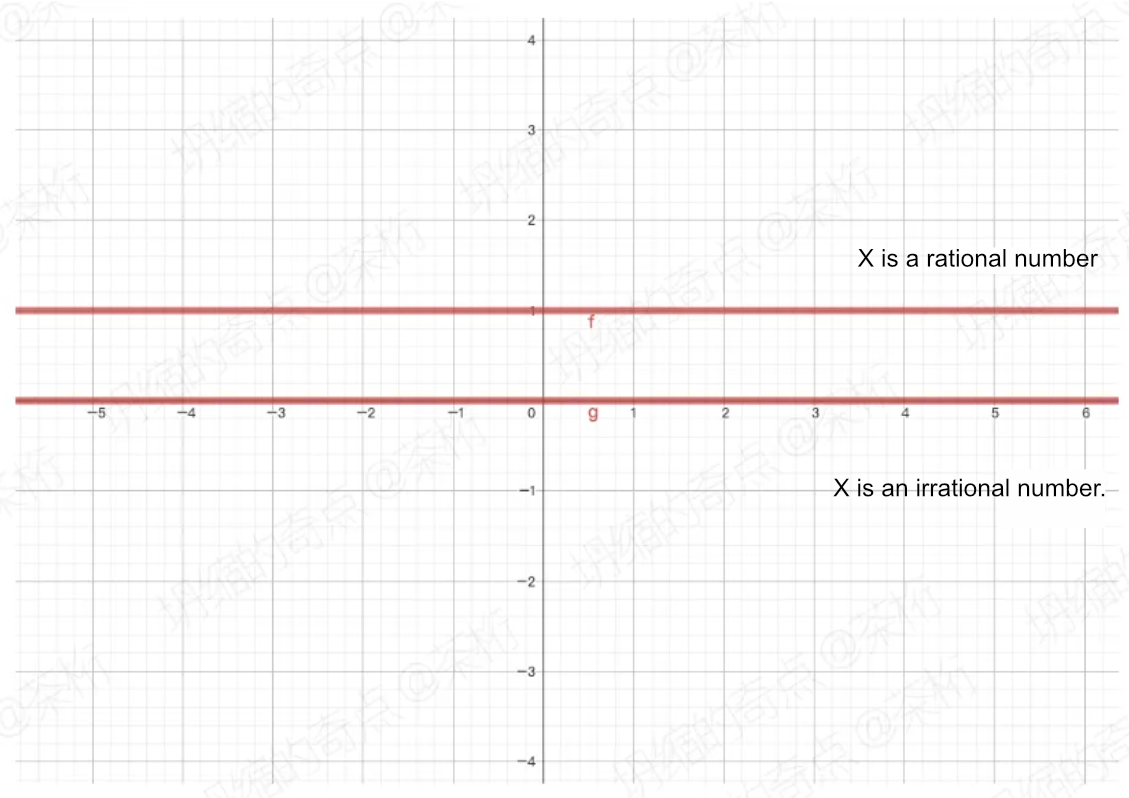 4
3
2
X is a rational number
1
f
−5 −4 −3 −2 −1 0 g 1 2 3 4 5 6
−1
X is an irrational number.
−2
−3
−4
坍缩的奇点 @茶桁